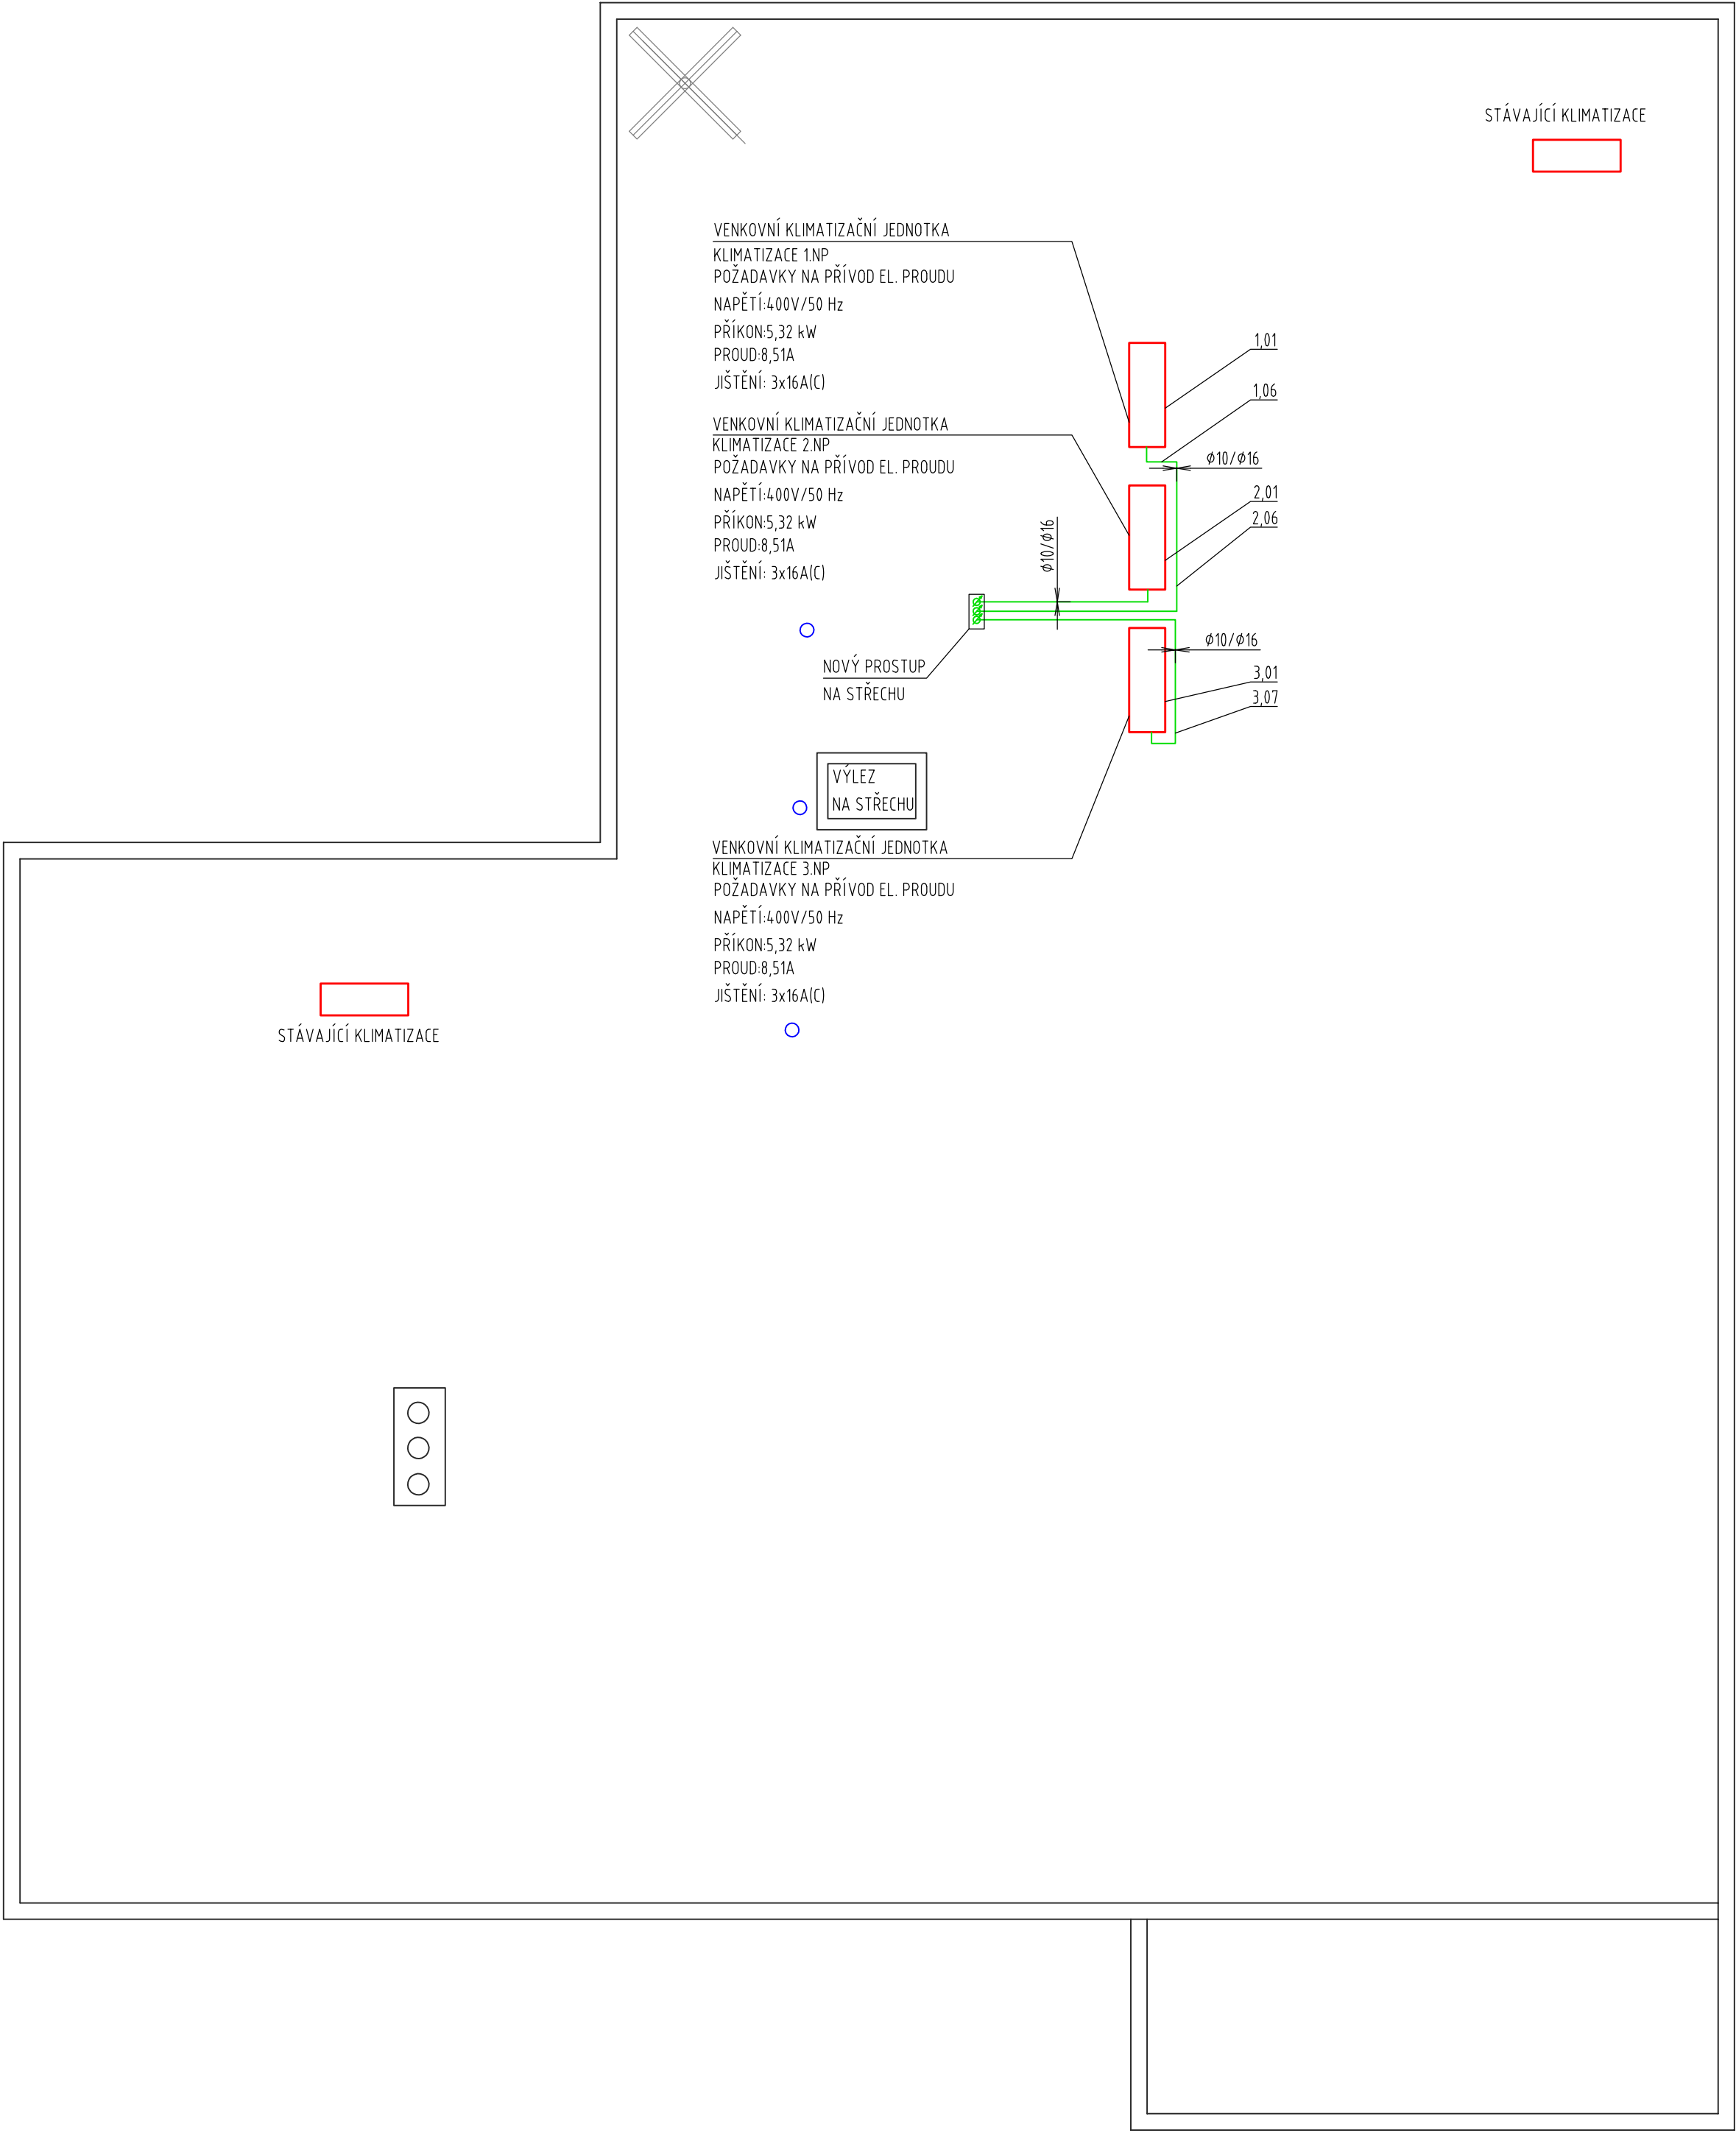 STÁVAJÍCÍ KLIMATIZACE
VENKOVNÍ KLIMATIZAČNÍ JEDNOTKA
KLIMATIZACE 1.NP
POŽADAVKY NA PŘÍVOD EL. PROUDU
NAPĚTÍ:400V/50 Hz
PŘÍKON:5,32 kW
PROUD:8,51A
JIŠTĚNÍ: 3x16A(C)
1,01
1,06
VENKOVNÍ KLIMATIZAČNÍ JEDNOTKA
KLIMATIZACE 2.NP
POŽADAVKY NA PŘÍVOD EL. PROUDU
NAPĚTÍ:400V/50 Hz
PŘÍKON:5,32 kW
PROUD:8,51A
JIŠTĚNÍ: 3x16A(C)
ϕ10/ϕ16
2,01
2,06
ϕ10/ϕ16
NOVÝ PROSTUP
NA STŘECHU
ϕ10/ϕ16
3,01
3,07
VÝLEZ
NA STŘECHU
VENKOVNÍ KLIMATIZAČNÍ JEDNOTKA
KLIMATIZACE 3.NP
POŽADAVKY NA PŘÍVOD EL. PROUDU
NAPĚTÍ:400V/50 Hz
PŘÍKON:5,32 kW
PROUD:8,51A
JIŠTĚNÍ: 3x16A(C)
STÁVAJÍCÍ KLIMATIZACE